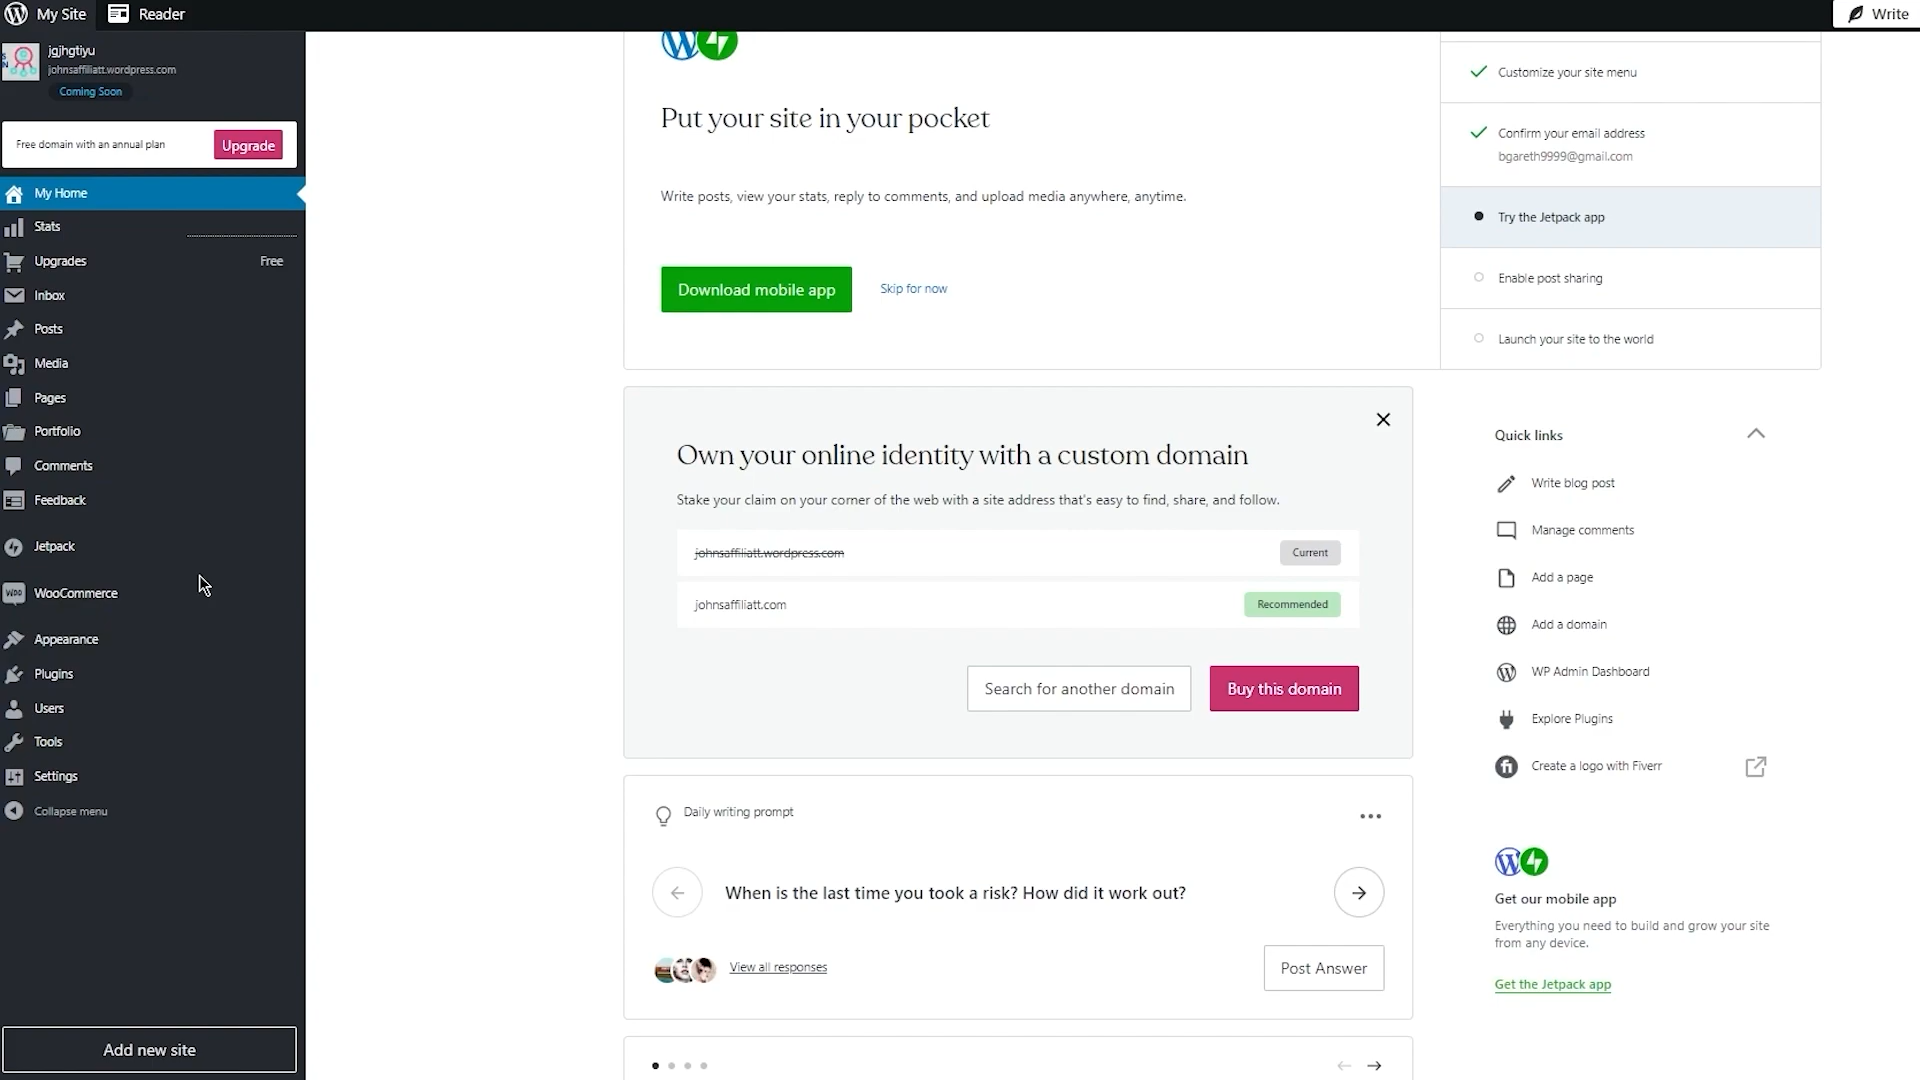 My Site
Reader
Write
jgjhgtiyu
johnsaffiliatt.wordpress.com
Coming Soon
Free domain with an annual plan
Upgrade
My Home
Stats
Upgrades
Free
Inbox
Posts
Media
Pages
Portfolio
Comments
Feedback
Jetpack
WooCommerce
Appearance
Plugins
Users
Tools
Settings
Collapse menu
Add new site
Put your site in your pocket
Write posts, view your stats, reply to comments, and upload media anywhere, anytime.
Download mobile app
Skip for now
Customize your site menu
Confirm your email address
bgareth9999@gmail.com
Try the Jetpack app
Enable post sharing
Launch your site to the world
Own your online identity with a custom domain
Stake your claim on your corner of the web with a site address that's easy to find, share, and follow.
johnsaffiliatt.wordpress.com
Current
johnsaffiliatt.com
Recommended
Search for another domain
Buy this domain
Daily writing prompt
When is the last time you took a risk? How did it work out?
View all responses
Post Answer
Quick links
Write blog post
Manage comments
Add a page
Add a domain
WP Admin Dashboard
Explore Plugins
Create a logo with Fiverr
Get our mobile app
Everything you need to build and grow your site
from any device.
Get the Jetpack app